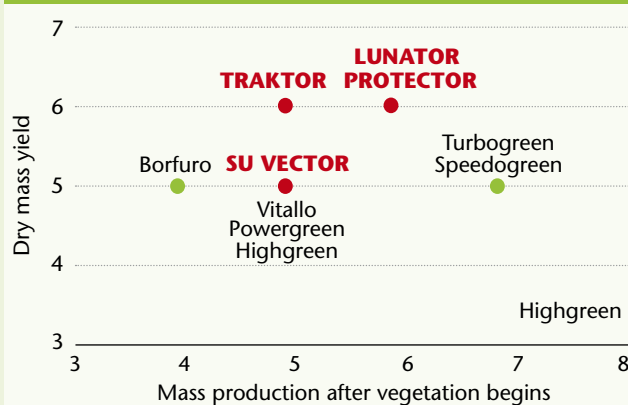 7
LUNATOR
TRAKTOR PROTECTOR
6
Turbogreen
Borfuro SU VECTOR Speedogreen
5
Vitallo
Powergreen
Highgreen
4
Highgreen
3
3 4 5 6 7 8
Dry mass yield
Mass production after vegetation begins